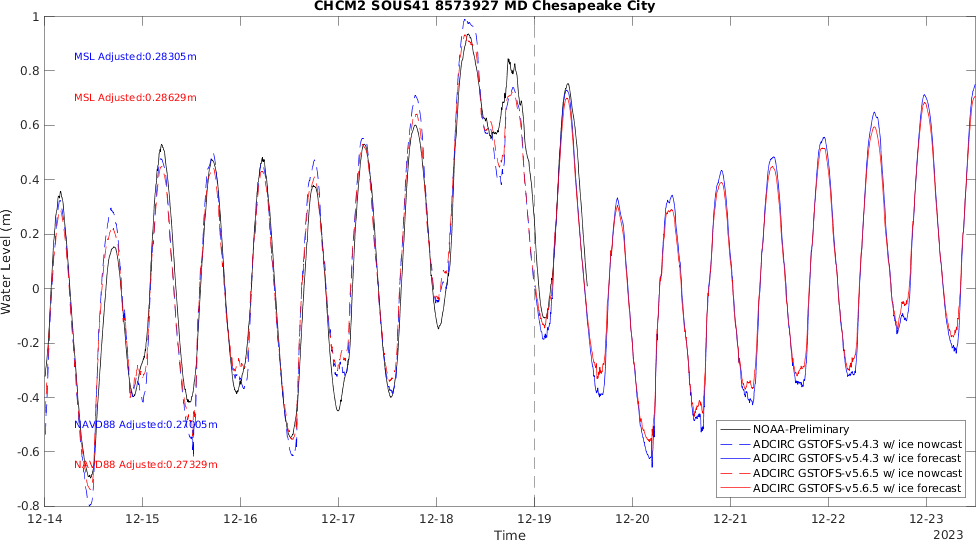 CHCM2 SOUS41 8573927 MD Chesapeake City
1
0.8
0.6
0.4
0.2
0
-0.2
-0.4
-0.6
-0.8
Water Level (m)
MSL Adjusted:0.28305m
MSL Adjusted:0.28629m
NAVD88 Adjusted:0.27005m
NAVD88 Adjusted:0.27329m
NOAA-Preliminary
ADCIRC GSTOFS-v5.4.3 w/ ice nowcast
ADCIRC GSTOFS-v5.4.3 w/ ice forecast
ADCIRC GSTOFS-v5.6.5 w/ ice nowcast
ADCIRC GSTOFS-v5.6.5 w/ ice forecast
12-14 12-15 12-16 12-17 12-18 12-19 12-20 12-21 12-22 12-23
Time
2023